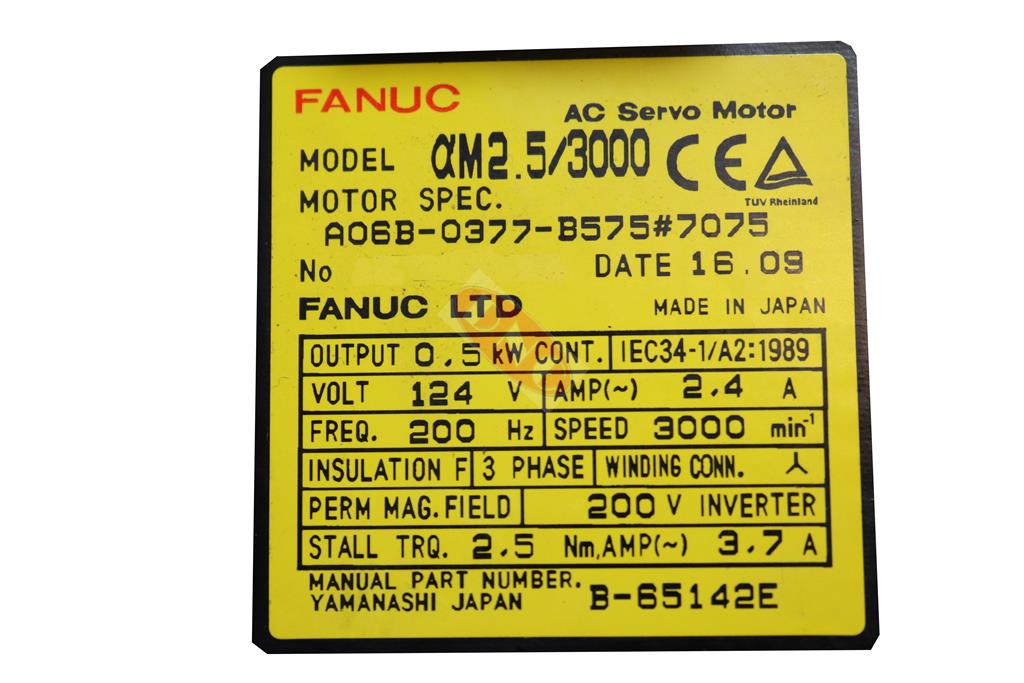 FANUC
AC Servo Motor
MODEL αM2.5/3000 CE
TUV Rheinland
MOTOR SPEC.
A06B-0377-B575#7075
No DATE 16.09
FANUC LTD MADE IN JAPAN
OUTPUT 0.5 kW CONT. IEC34-1/A2:1989
VOLT 124 V AMP(~) 2.4 A
FREQ. 200 Hz SPEED 3000 min⁻¹
INSULATION F 3 PHASE WINDING CONN.
PERM MAG. FIELD 200 V INVERTER
STALL TRQ. 2.5 Nm, AMP(~) 3.7 A
MANUAL PART NUMBER.
YAMANASHI JAPAN B-65142E